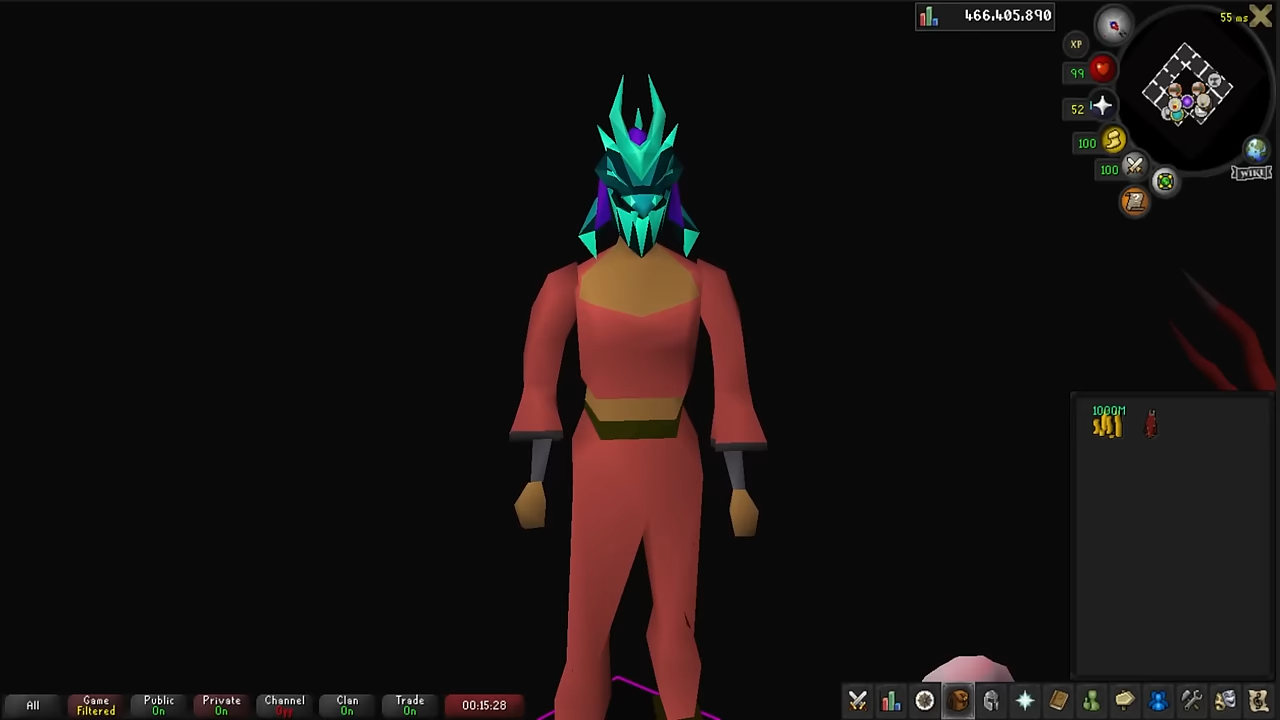 466,405,890
55 ms
XP
99
52
100
100
WIKI
1000M
All
Game
Filtered
Public
On
Private
On
Channel
Off
Clan
On
Trade
On
00:15:28